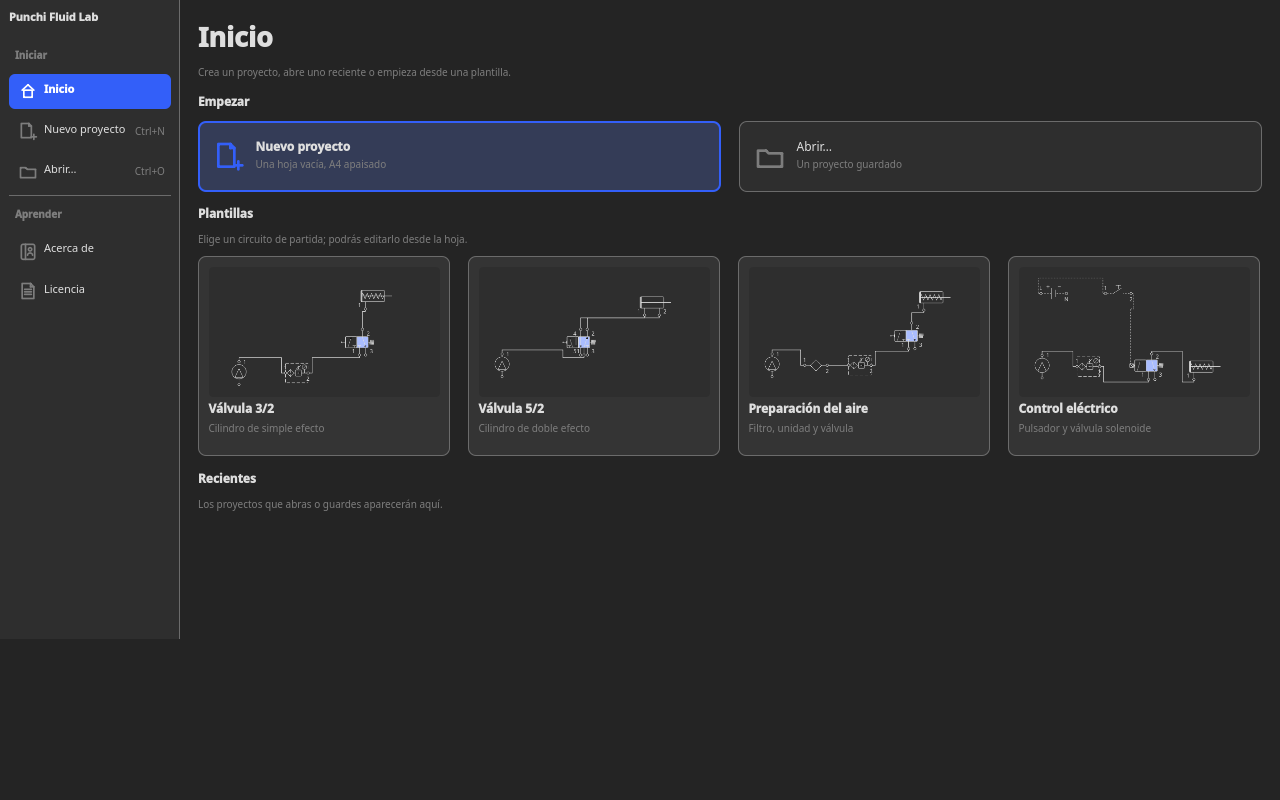 Punchi Fluid Lab
Iniciar
Inicio
Nuevo proyecto Ctrl+N
Abrir... Ctrl+O
Aprender
Acerca de
Licencia
Inicio
Crea un proyecto, abre uno reciente o empieza desde una plantilla.
Empezar
Nuevo proyecto
Una hoja vacía, A4 apaisado
Abrir...
Un proyecto guardado
Plantillas
Elige un circuito de partida; podrás editarlo desde la hoja.
Válvula 3/2
Cilindro de simple efecto
Válvula 5/2
Cilindro de doble efecto
Preparación del aire
Filtro, unidad y válvula
Control eléctrico
Pulsador y válvula solenoide
Recientes
Los proyectos que abras o guardes aparecerán aquí.